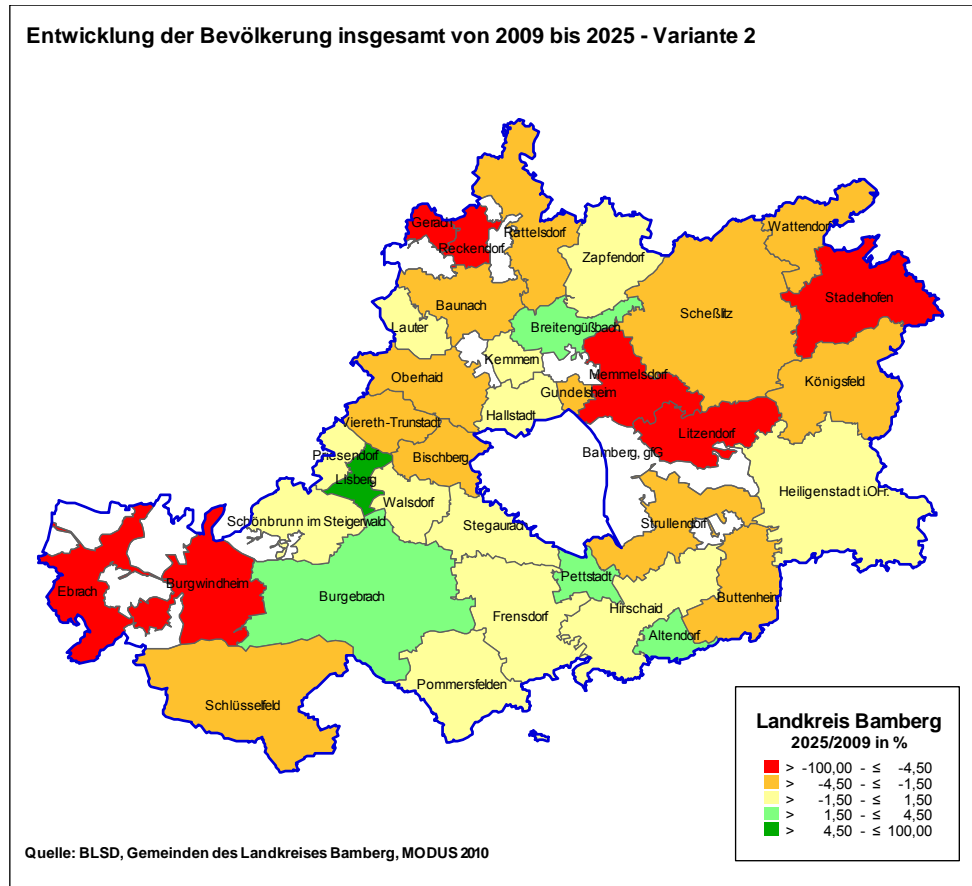 Entwicklung der Bevölkerung insgesamt von 2009 bis 2025 - Variante 2
Gerach
Reckendorf
Rattelsdorf
Wattendorf
Zapfendorf
Stadelhofen
Baunach
Scheßlitz
Lauter
Breitengüßbach
Kemmern
Oberhaid
Memmelsdorf
Königsfeld
Gundelsheim
Hallstadt
Viereth-Trunstadt
Litzendorf
Bischberg
Bamberg, gfG
Priesendorf
Lisberg
Walsdorf
Heiligenstadt i.OFr.
Schönbrunn im Steigerwald
Stegaurach
Strullendorf
Ebrach
Burgwindheim
Pettstadt
Burgebrach
Buttenheim
Hirschaid
Frensdorf
Altendorf
Pommersfelden
Schlüsselfeld
Landkreis Bamberg
2025/2009 in %
> -100,00 - ≤ -4,50
> -4,50 - ≤ -1,50
> -1,50 - ≤ 1,50
> 1,50 - ≤ 4,50
> 4,50 - ≤ 100,00
Quelle: BLSD, Gemeinden des Landkreises Bamberg, MODUS 2010